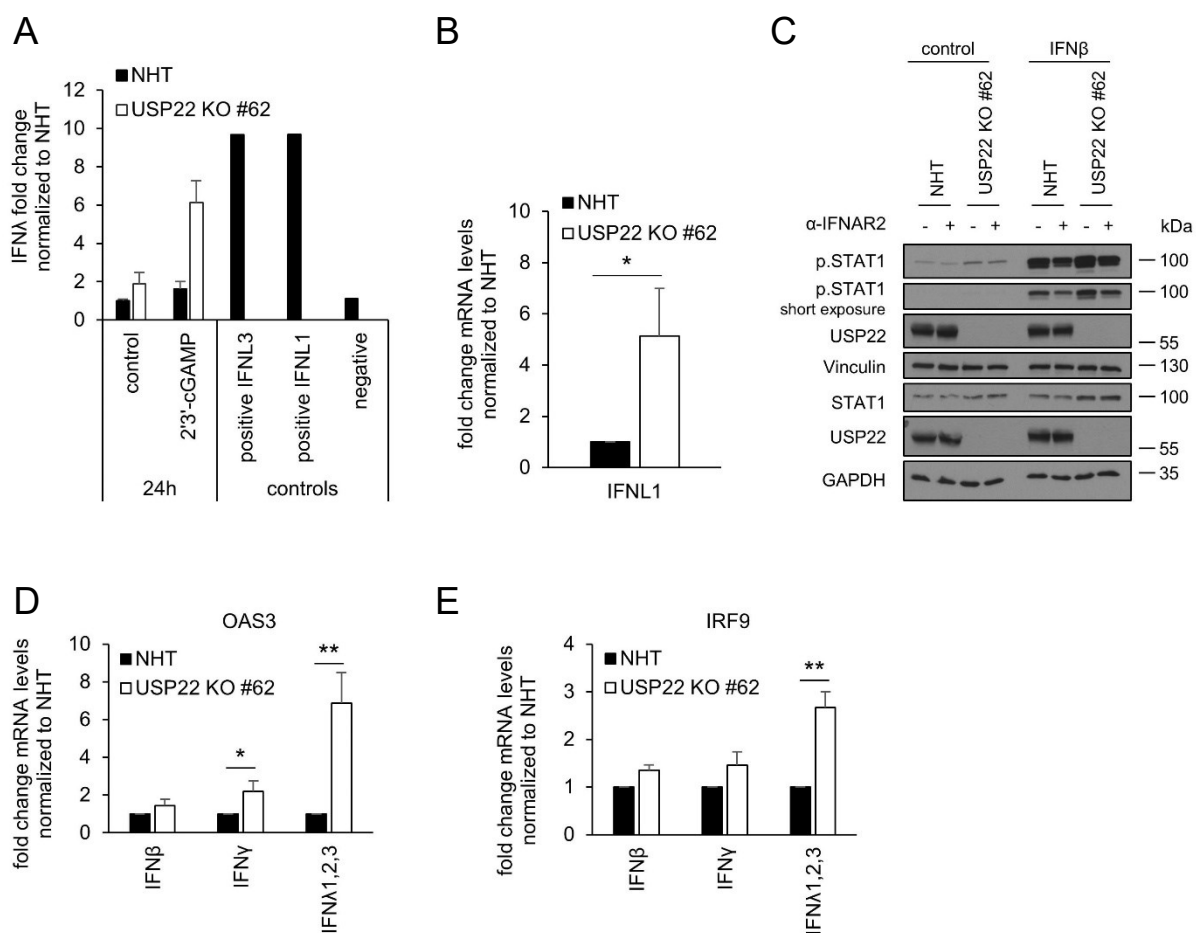 A
NHT
USP22 KO #62
IFNλ fold change
normalized to NHT
12
10
8
6
4
2
0
control
2'3'-cGAMP
positive IFNL3
positive IFNL1
negative
24h
controls
B
NHT
USP22 KO #62
fold change mRNA levels
normalized to NHT
10
8
6
4
2
0
*
IFNL1
C
control
IFNβ
NHT
USP22 KO #62
NHT
USP22 KO #62
α-IFNAR2
- + - + - + - +
kDa
p.STAT1
100
p.STAT1
short exposure
100
USP22
55
Vinculin
130
STAT1
100
USP22
55
GAPDH
35
D
OAS3
NHT
USP22 KO #62
fold change mRNA levels
normalized to NHT
10
8
6
4
2
0
*
**
IFNβ
IFNγ
IFNλ1,2,3
E
IRF9
NHT
USP22 KO #62
fold change mRNA levels
normalized to NHT
4
3
2
1
0
**
IFNβ
IFNγ
IFNλ1,2,3